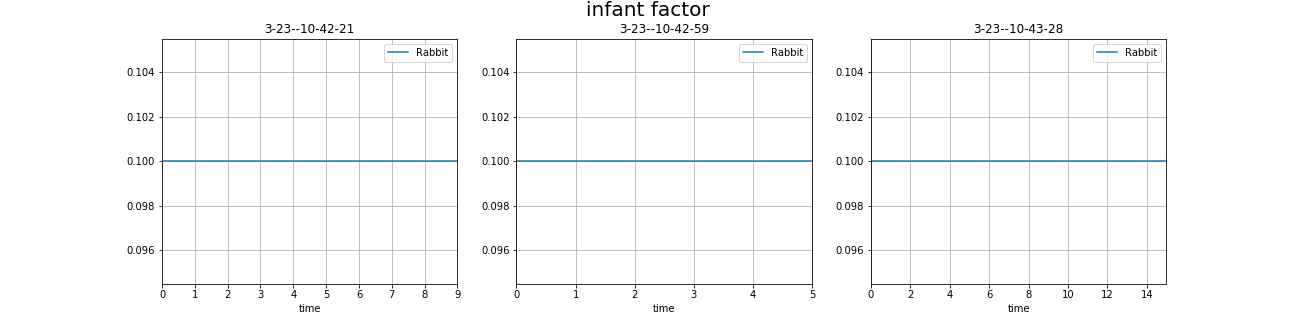 infant factor
3-23--10-42-21
Rabbit
0.104
0.102
0.100
0.098
0.096
0 1 2 3 4 5 6 7 8 9
time
3-23--10-42-59
Rabbit
0.104
0.102
0.100
0.098
0.096
0 1 2 3 4 5
time
3-23--10-43-28
Rabbit
0.104
0.102
0.100
0.098
0.096
0 2 4 6 8 10 12 14
time